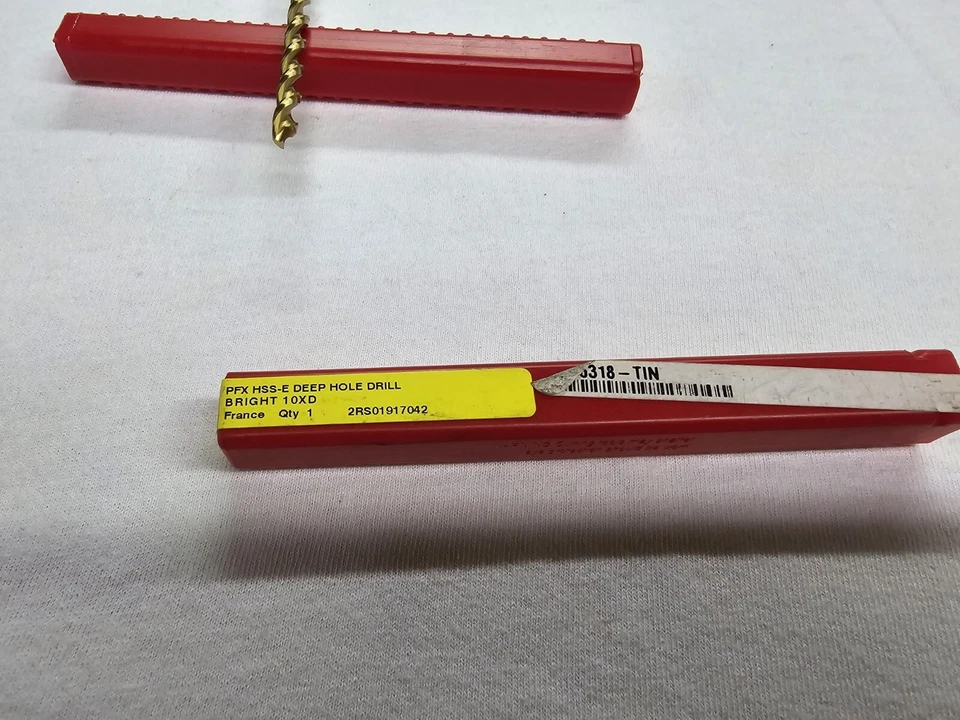 PFX HSS-E DEEP HOLE DRILL
BRIGHT 10XD
France Qty 1 2RS01917042
318-TIN